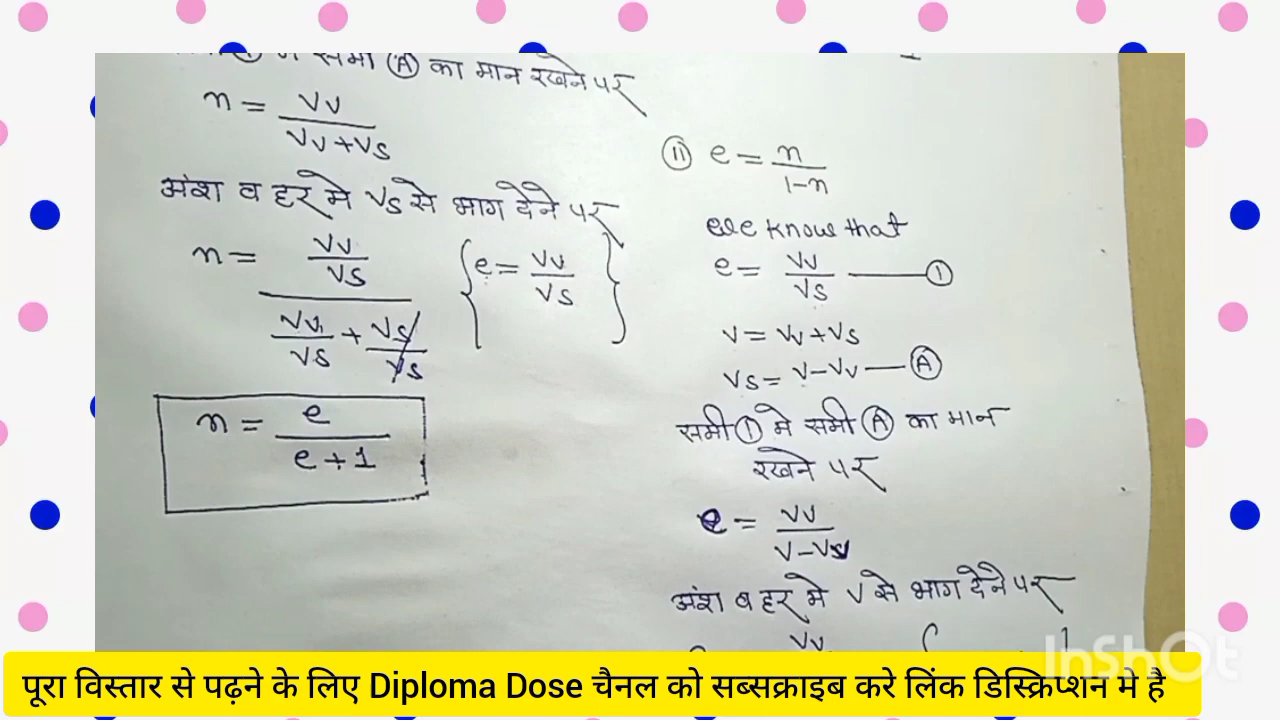 समी (A) का मान रखने पर
n = Vv / Vv+Vs
अंश व हर मे Vs से भाग देने पर
n = Vv/Vs / Vv/Vs + Vs/Vs { e = Vv/Vs }
n = e / e+1
(II) e = n / 1-n
we know that
e = Vv / Vs — (1)
V = Vv+Vs
Vs = V-Vv — (A)
समी (1) मे समी (A) का मान
रखने पर
e = Vv / V-Vv
अंश व हर मे V से भाग देने पर
Vv
InShOt
पूरा विस्तार से पढ़ने के लिए Diploma Dose चैनल को सब्सक्राइब करे लिंक डिस्क्रिप्शन मे है